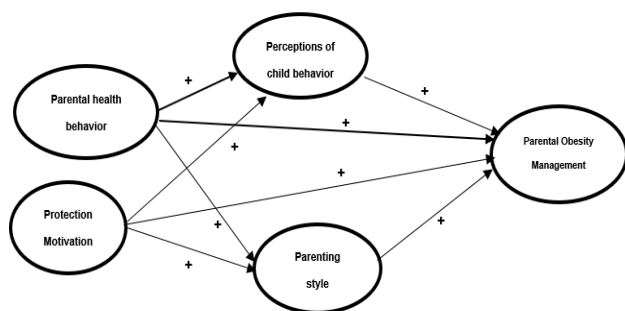 Perceptions of
child behavior
+
+
Parental health
behavior
+
Parental Obesity
Management
+
+
Protection
Motivation
+
+
Parenting
style
+